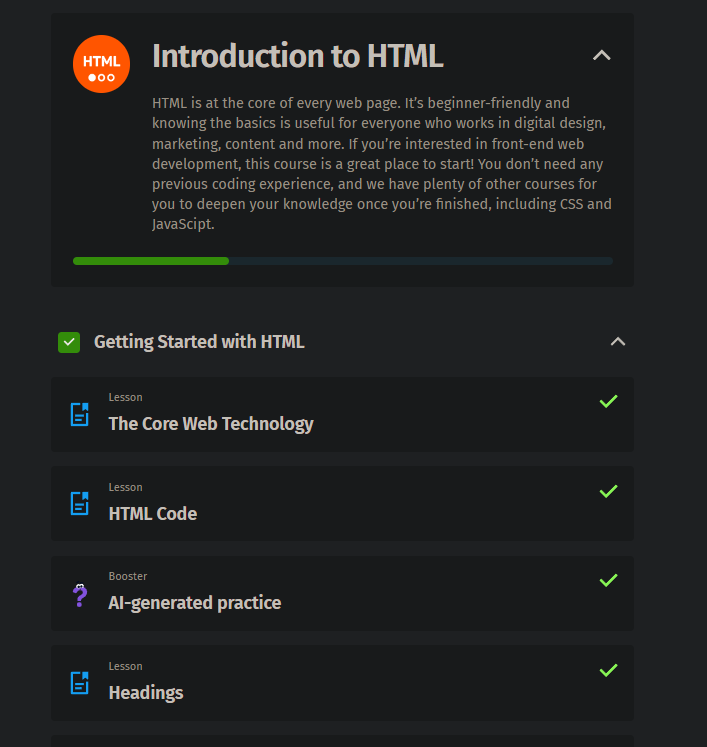 HTML
Introduction to HTML
HTML is at the core of every web page. It’s beginner-friendly and
knowing the basics is useful for everyone who works in digital design,
marketing, content and more. If you’re interested in front-end web
development, this course is a great place to start! You don’t need any
previous coding experience, and we have plenty of other courses for
you to deepen your knowledge once you’re finished, including CSS and
JavaScipt.
Getting Started with HTML
Lesson
The Core Web Technology
Lesson
HTML Code
Booster
AI-generated practice
Lesson
Headings